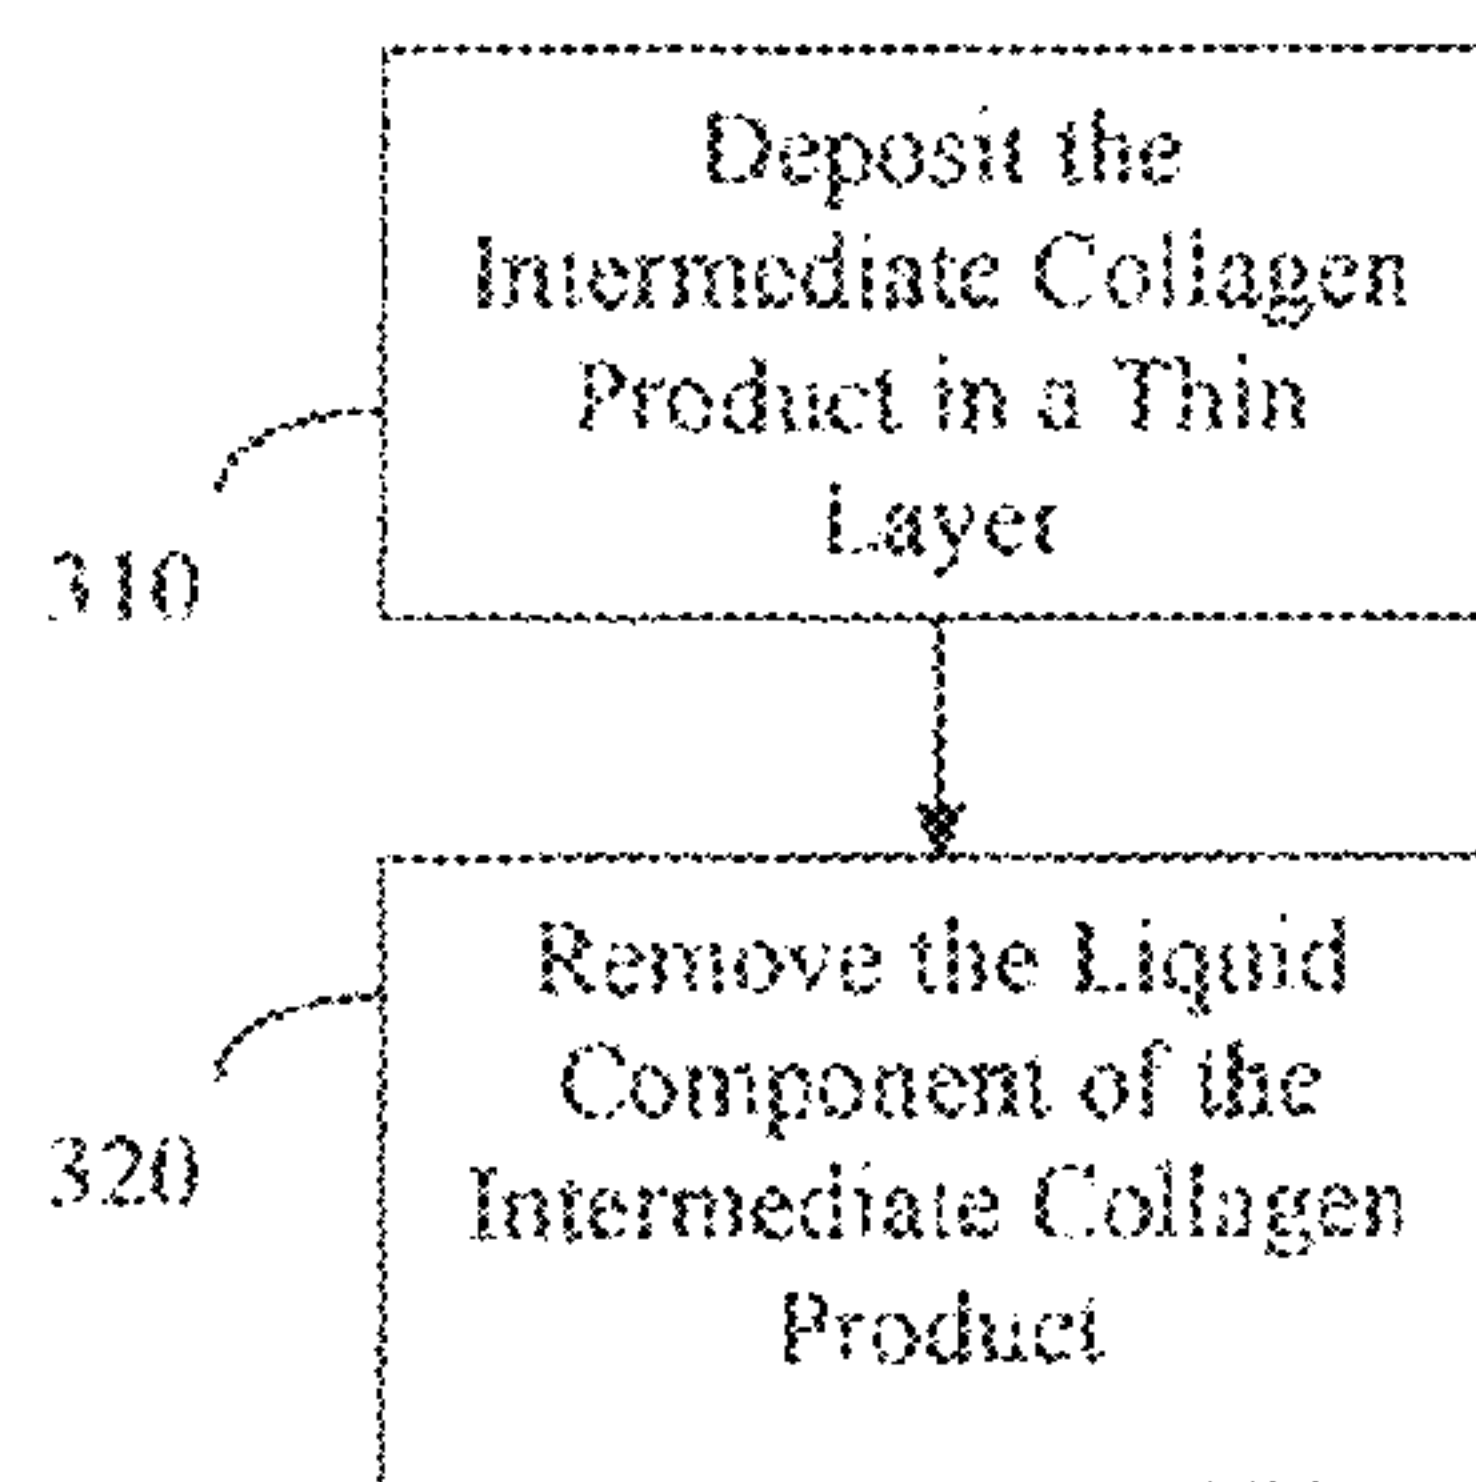 Deposit the
Intermediate Collagen
Product in a Thin
Layer
310
Remove the Liquid
Component of the
Intermediate Collagen
Product
320